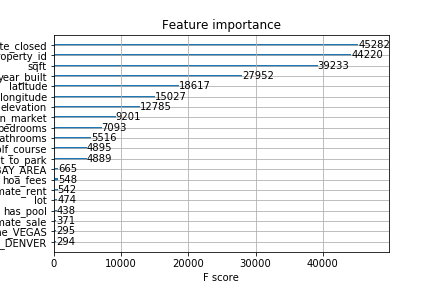 Feature importance
te_closed 45282
operty_id 44220
sqft 39233
year_built 27952
latitude 18617
longitude 15027
elevation 12785
n_market 9201
bedrooms 7093
athrooms 5516
olf_course 4895
t_to_park 4889
BAY_AREA 665
hoa_fees 548
mate_rent 542
lot 474
has_pool 438
mate_sale 371
e_VEGAS 295
_DENVER 294
0 10000 20000 30000 40000
F score